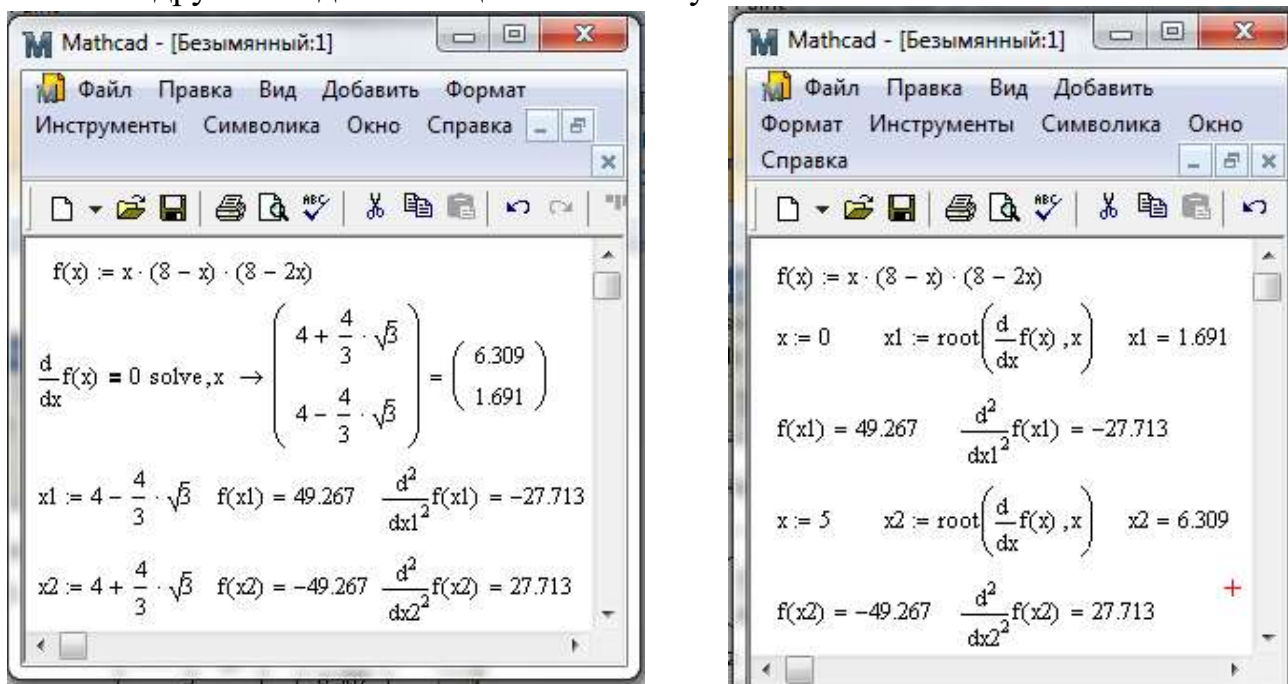 Mathcad - [Безымянный:1]
Файл Правка Вид Добавить Формат
Инструменты Символика Окно Справка
f(x) := x · (8 − x) · (8 − 2x)
d/dx f(x) = 0 solve,x → ( 4 + 4/3 · √3 ; 4 − 4/3 · √3 ) = ( 6.309 ; 1.691 )
x1 := 4 − 4/3 · √3 f(x1) = 49.267 d²/dx1² f(x1) = −27.713
x2 := 4 + 4/3 · √3 f(x2) = −49.267 d²/dx2² f(x2) = 27.713
Mathcad - [Безымянный:1]
Файл Правка Вид Добавить
Формат Инструменты Символика Окно
Справка
ABC
f(x) := x · (8 − x) · (8 − 2x)
x := 0 x1 := root( d/dx f(x) , x ) x1 = 1.691
f(x1) = 49.267 d²/dx1² f(x1) = −27.713
x := 5 x2 := root( d/dx f(x) , x ) x2 = 6.309
f(x2) = −49.267 d²/dx2² f(x2) = 27.713